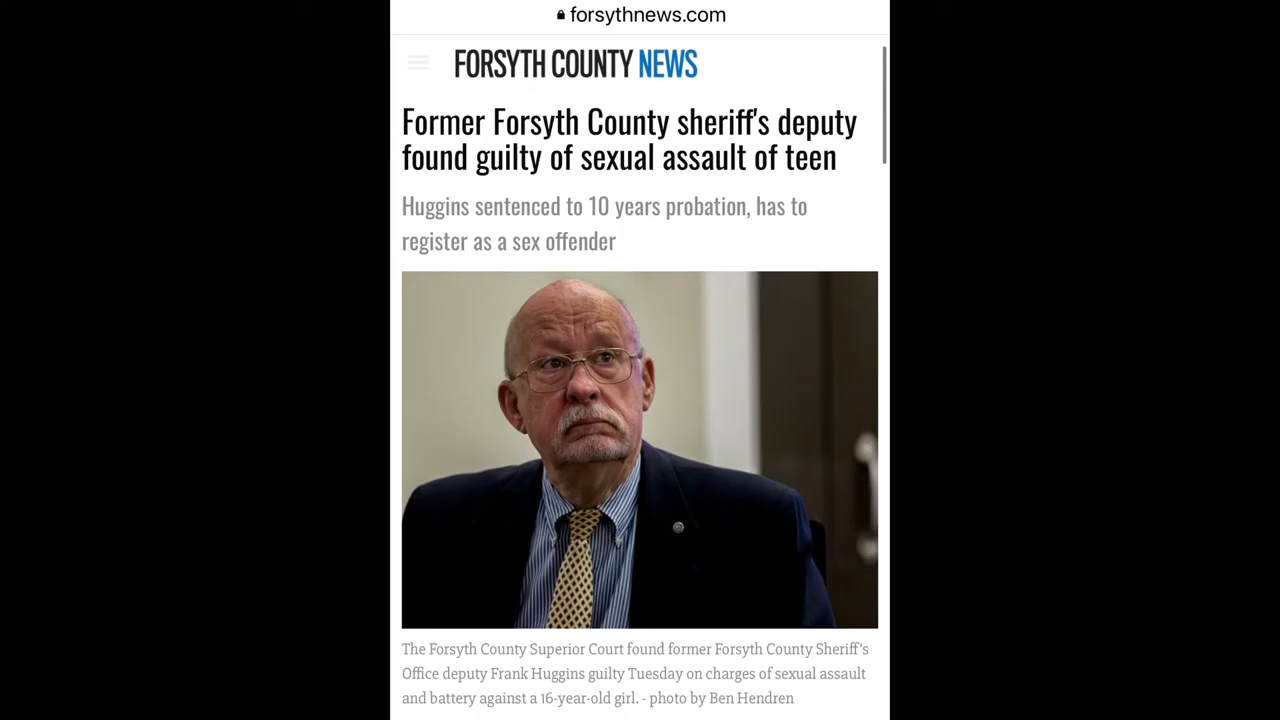 forsythnews.com
FORSYTH COUNTY NEWS
Former Forsyth County sheriff's deputy
found guilty of sexual assault of teen
Huggins sentenced to 10 years probation, has to
register as a sex offender
The Forsyth County Superior Court found former Forsyth County Sheriff's
Office deputy Frank Huggins guilty Tuesday on charges of sexual assault
and battery against a 16-year-old girl. - photo by Ben Hendren